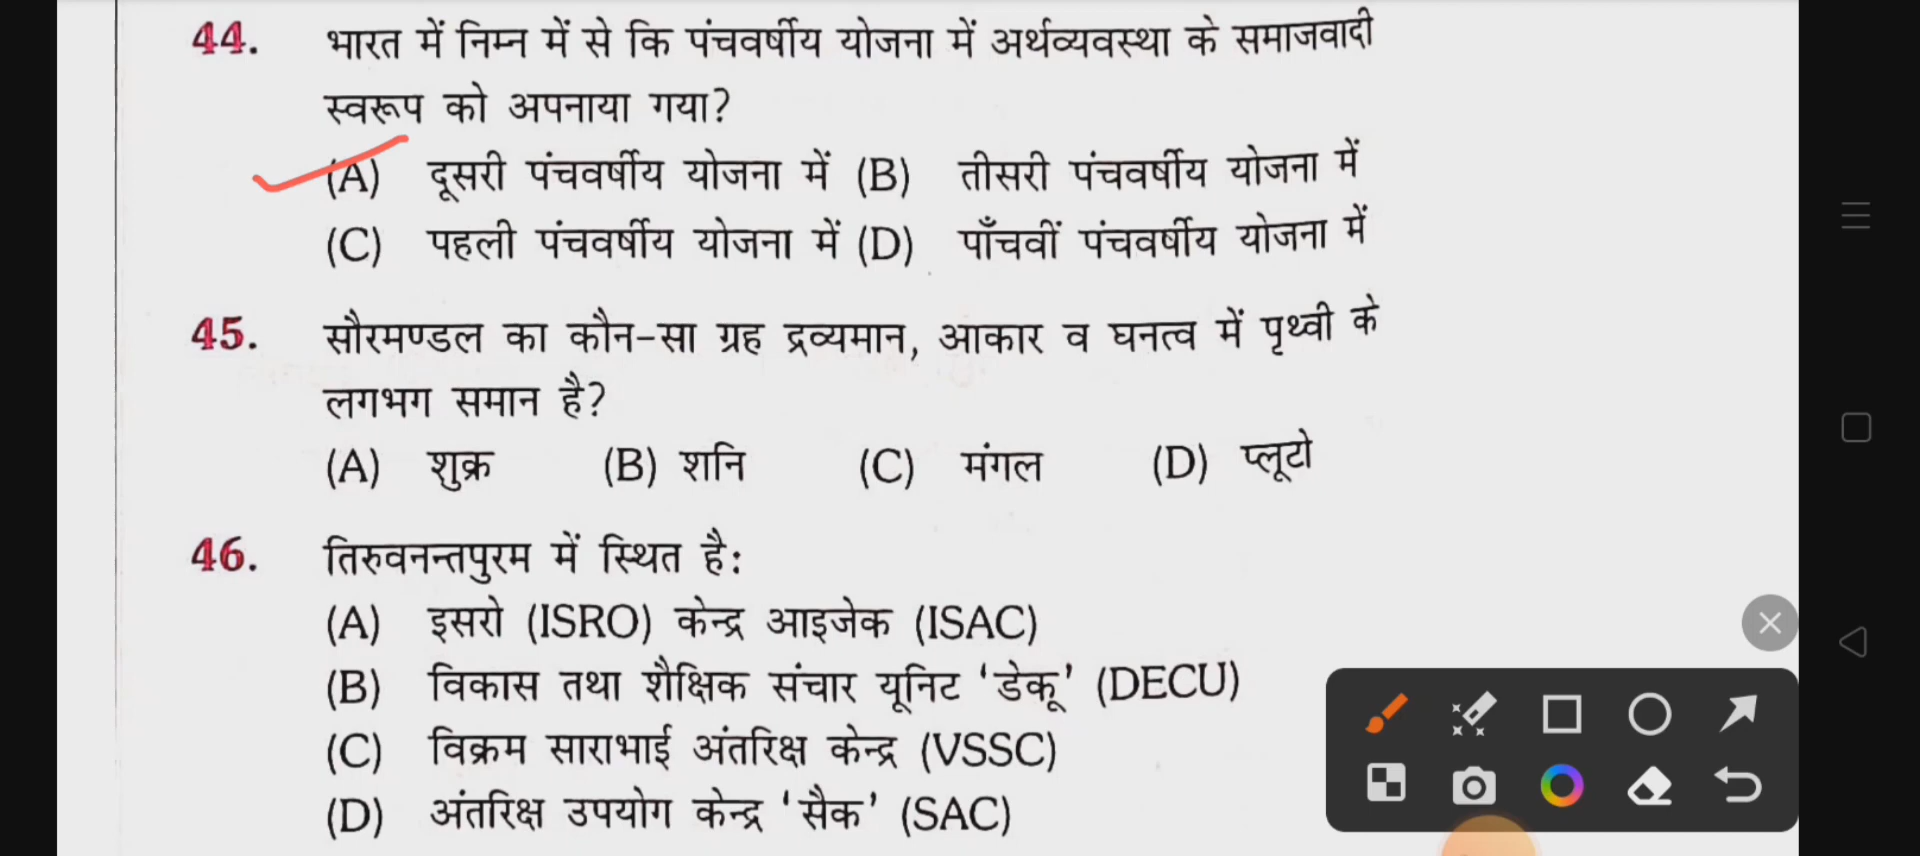 44. भारत में निम्न में से कि पंचवर्षीय योजना में अर्थव्यवस्था के समाजवादी
स्वरूप को अपनाया गया?
(A) दूसरी पंचवर्षीय योजना में (B) तीसरी पंचवर्षीय योजना में
(C) पहली पंचवर्षीय योजना में (D) पाँचवीं पंचवर्षीय योजना में
45. सौरमण्डल का कौन-सा ग्रह द्रव्यमान, आकार व घनत्व में पृथ्वी के
लगभग समान है?
(A) शुक्र (B) शनि (C) मंगल (D) प्लूटो
46. तिरुवनन्तपुरम में स्थित है:
(A) इसरो (ISRO) केन्द्र आइजेक (ISAC)
(B) विकास तथा शैक्षिक संचार यूनिट 'डेकू' (DECU)
(C) विक्रम साराभाई अंतरिक्ष केन्द्र (VSSC)
(D) अंतरिक्ष उपयोग केन्द्र 'सैक' (SAC)